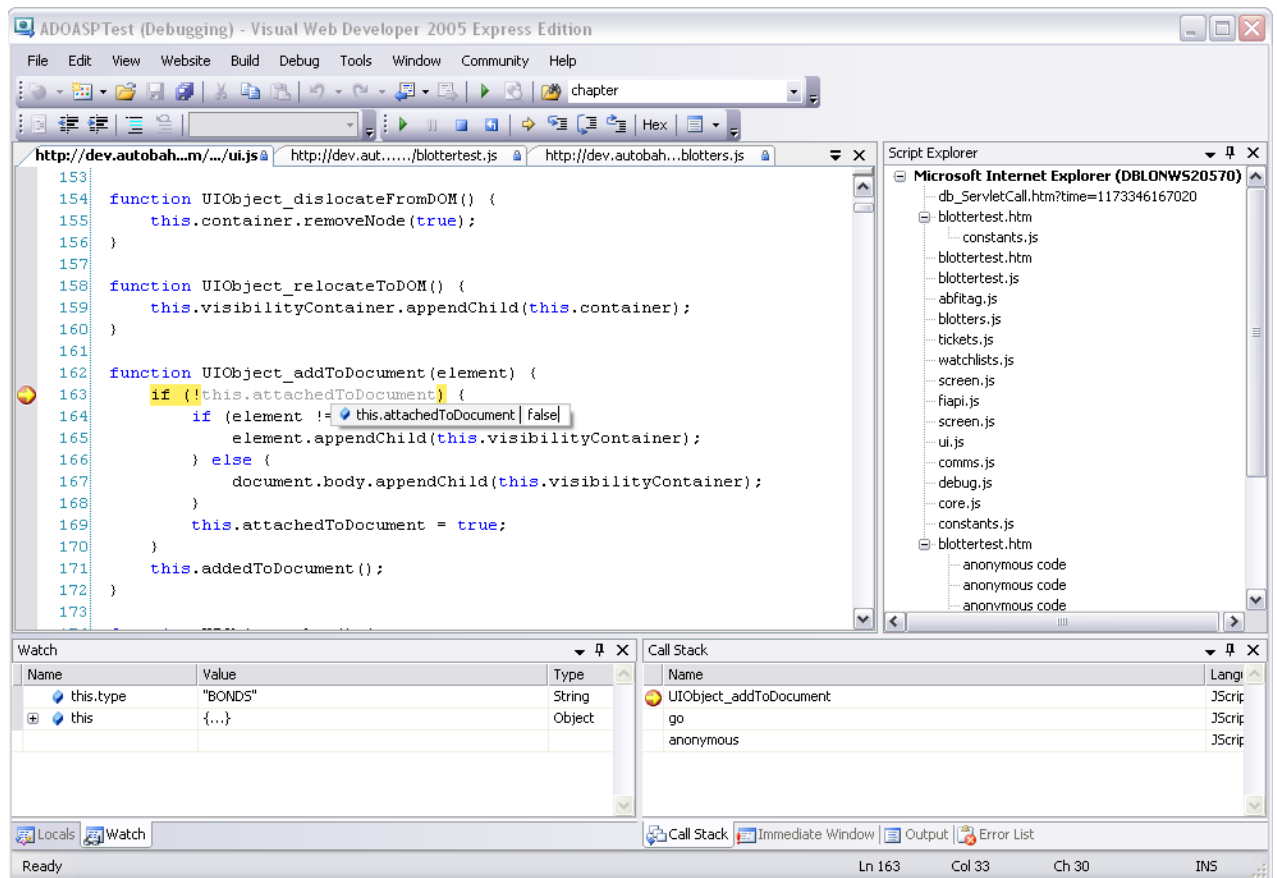 ADOASPTest (Debugging) - Visual Web Developer 2005 Express Edition
File Edit View Website Build Debug Tools Window Community Help
chapter
Hex
http://dev.autobah...m/.../ui.js http://dev.aut....../blottertest.js http://dev.autobah...blotters.js
153
154 function UIObject_dislocateFromDOM() {
155 this.container.removeNode(true);
156 }
157
158 function UIObject_relocateToDOM() {
159 this.visibilityContainer.appendChild(this.container);
160 }
161
162 function UIObject_addToDocument(element) {
163 if (!this.attachedToDocument) {
164 if (element !=
this.attachedToDocument false
165 element.appendChild(this.visibilityContainer);
166 } else {
167 document.body.appendChild(this.visibilityContainer);
168 }
169 this.attachedToDocument = true;
170 }
171 this.addedToDocument();
172 }
173
Script Explorer
Microsoft Internet Explorer (DBLONWS20570)
db_ServletCall.htm?time=1173346167020
blottertest.htm
constants.js
blottertest.htm
blottertest.js
abfitag.js
blotters.js
tickets.js
watchlists.js
screen.js
fiapi.js
screen.js
ui.js
comms.js
debug.js
core.js
constants.js
blottertest.htm
anonymous code
anonymous code
anonymous code
Watch
Name Value Type
this.type "BONDS" String
this {...} Object
Locals Watch
Call Stack
Name Langu
UIObject_addToDocument JScrip
go JScrip
anonymous JScrip
Call Stack Immediate Window Output Error List
Ready Ln 163 Col 33 Ch 30 INS